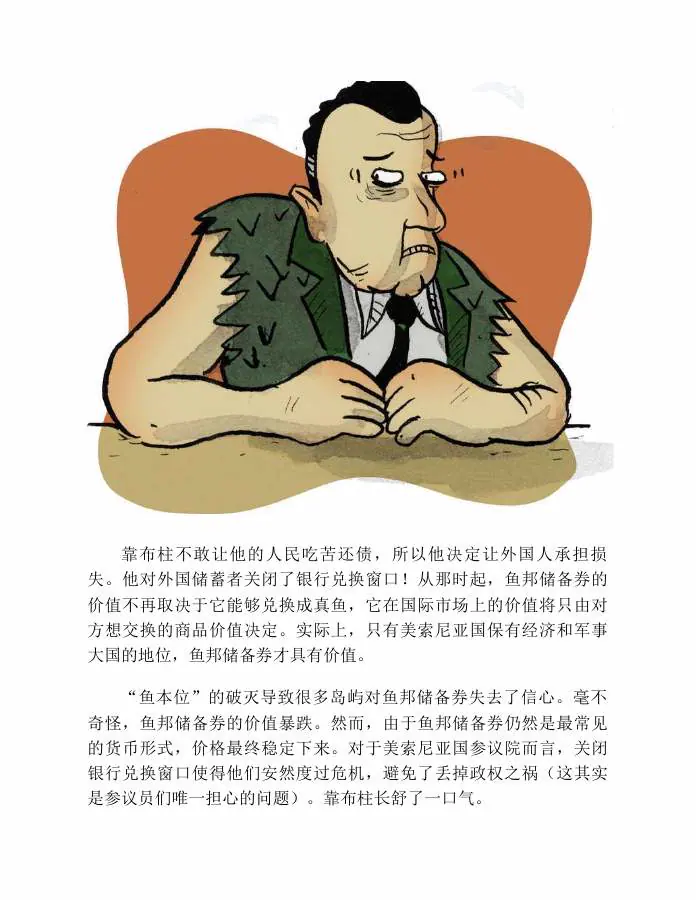 靠布柱不敢让他的人民吃苦还债，所以他决定让外国人承担损
失。他对外国储蓄者关闭了银行兑换窗口！从那时起，鱼邦储备券的
价值不再取决于它能够兑换成真鱼，它在国际市场上的价值将只由对
方想交换的商品价值决定。实际上，只有美索尼亚国保有经济和军事
大国的地位，鱼邦储备券才具有价值。
“鱼本位”的破灭导致很多岛屿对鱼邦储备券失去了信心。毫不
奇怪，鱼邦储备券的价值暴跌。然而，由于鱼邦储备券仍然是最常见
的货币形式，价格最终稳定下来。对于美索尼亚国参议院而言，关闭
银行兑换窗口使得他们安然度过危机，避免了丢掉政权之祸（这其实
是参议员们唯一担心的问题）。靠布柱长舒了一口气。